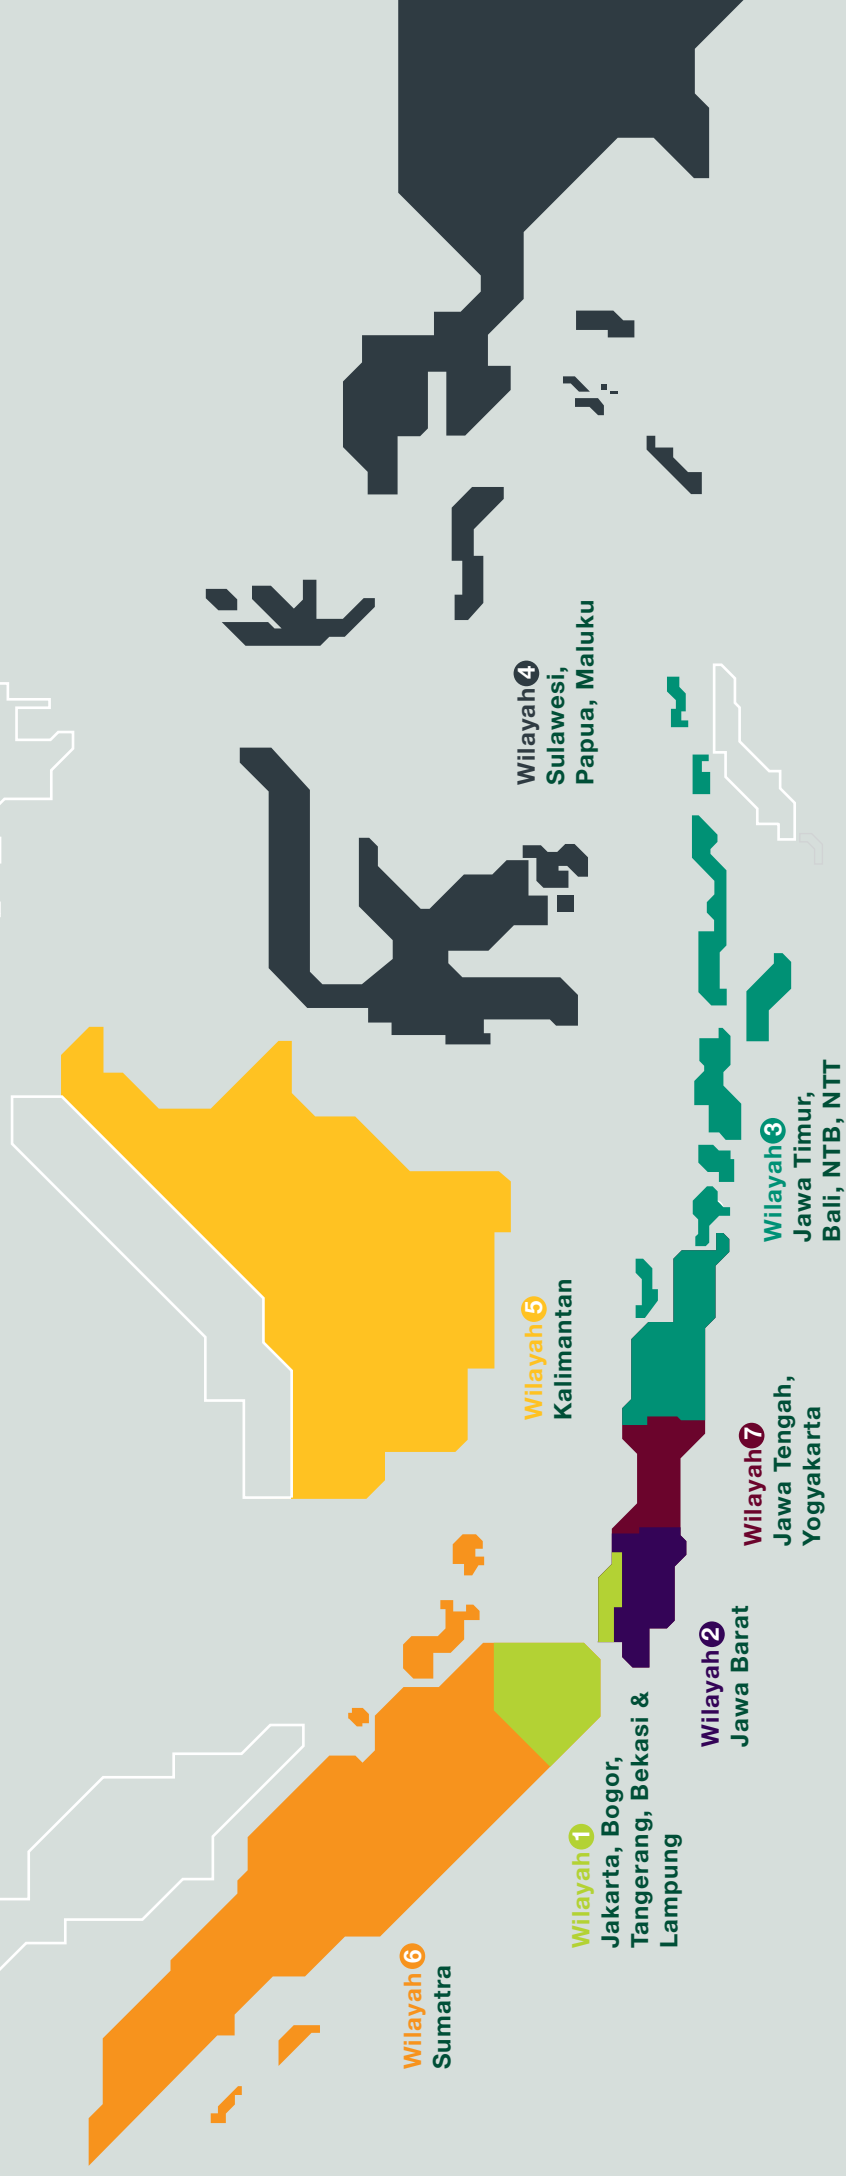 Wilayah 6
Sumatra
Wilayah 1
Jakarta, Bogor,
Tangerang, Bekasi &
Lampung
Wilayah 2
Jawa Barat
Wilayah 7
Jawa Tengah,
Yogyakarta
Wilayah 5
Kalimantan
Wilayah 3
Jawa Timur,
Bali, NTB, NTT
Wilayah 4
Sulawesi,
Papua, Maluku